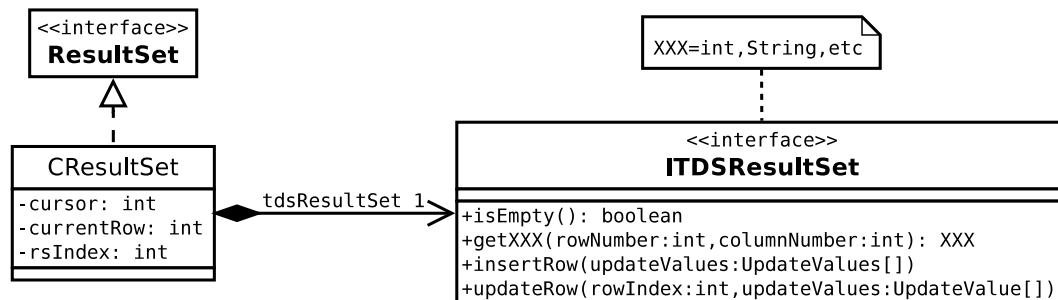 <<interface>>
ResultSet
XXX=int,String,etc
CResultSet
-cursor: int
-currentRow: int
-rsIndex: int
tdsResultSet 1
<<interface>>
ITDSResultSet
+isEmpty(): boolean
+getXXX(rowNumber:int,columnNumber:int): XXX
+insertRow(updateValues:UpdateValues[])
+updateRow(rowIndex:int,updateValues:UpdateValue[])